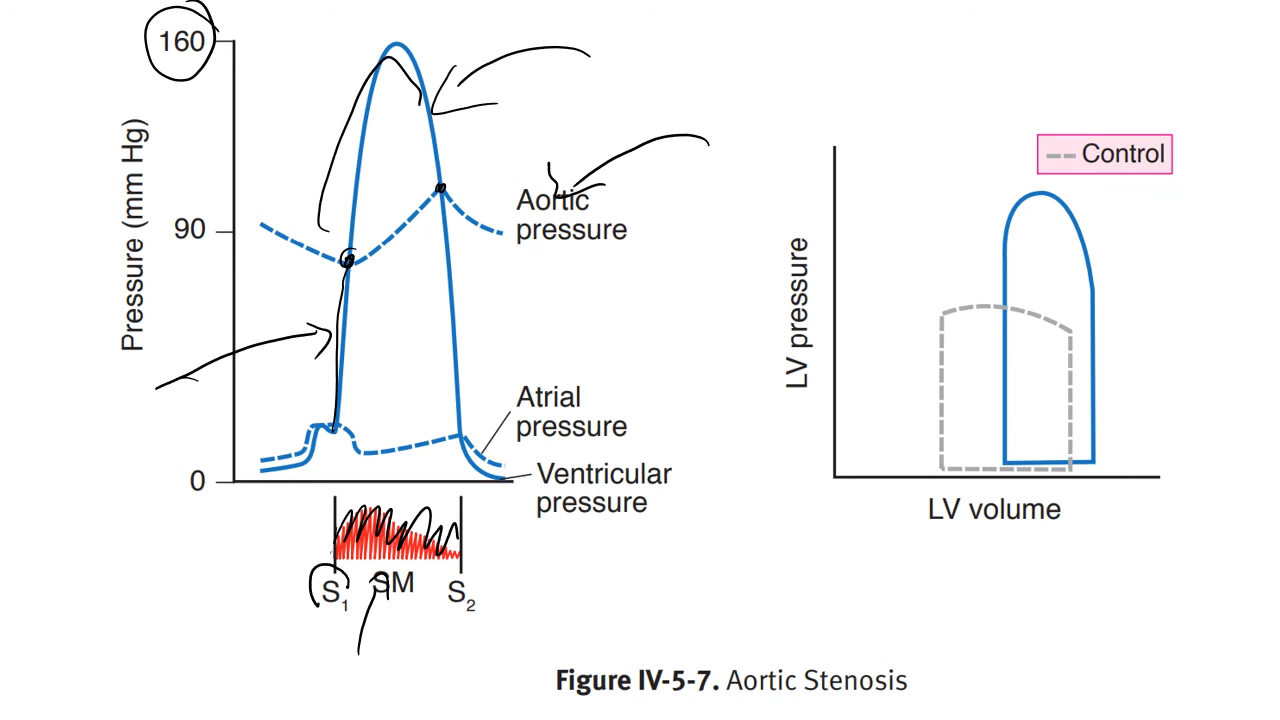 160
90
0
Pressure (mm Hg)
Aortic
pressure
Atrial
pressure
Ventricular
pressure
S1
SM
S2
Control
LV pressure
LV volume
Figure IV-5-7. Aortic Stenosis